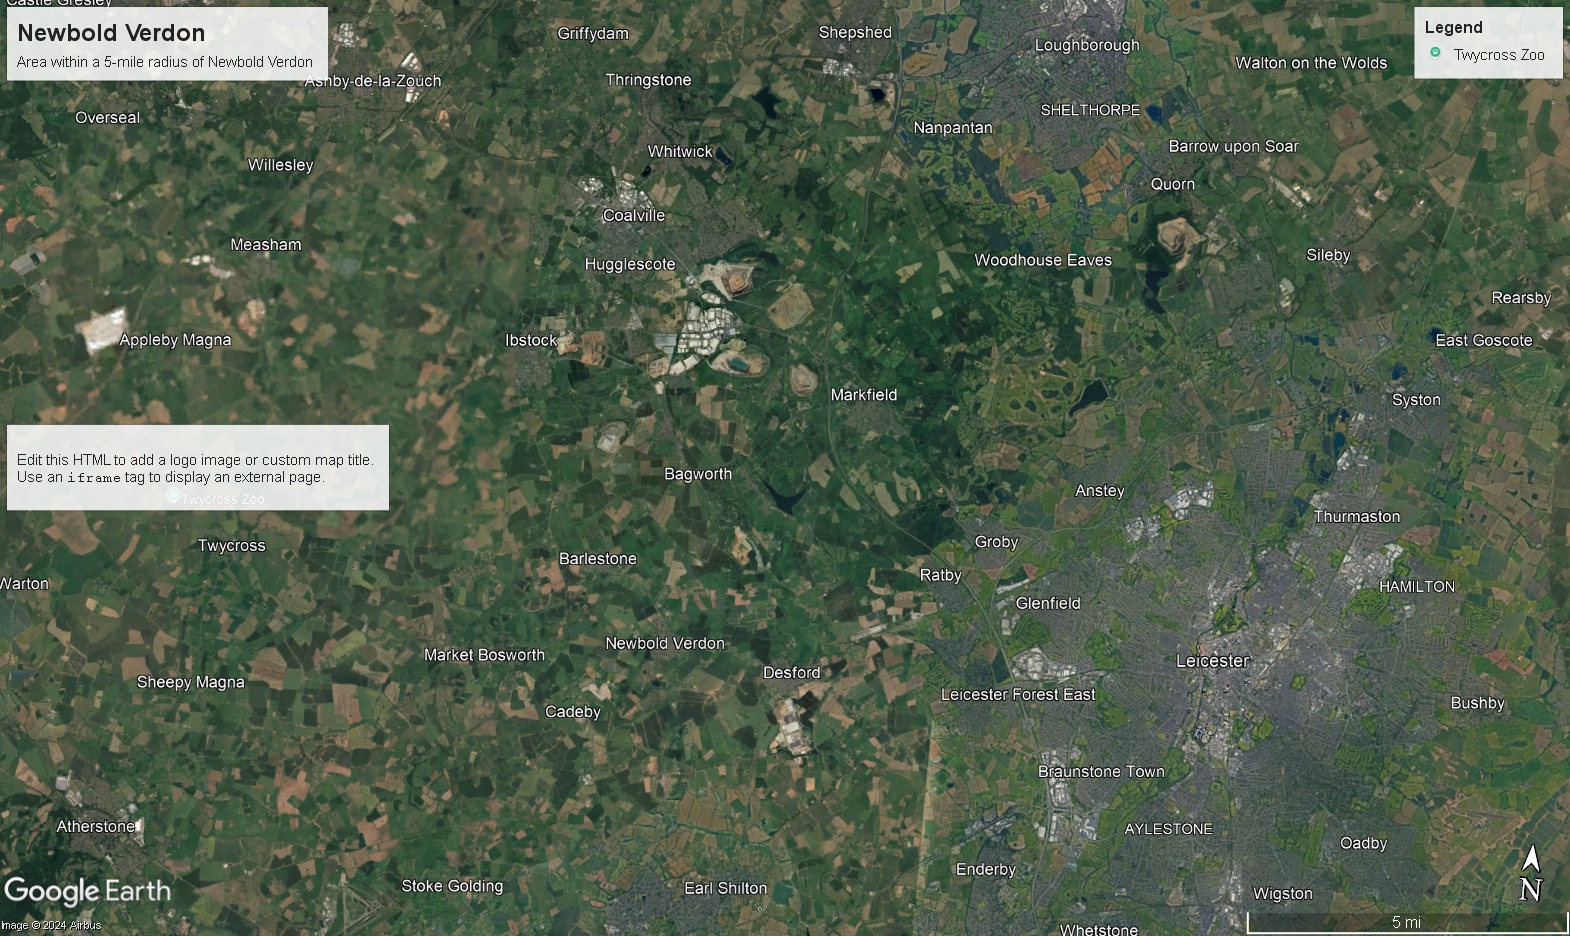 Castle Gresley
Newbold Verdon
Area within a 5-mile radius of Newbold Verdon
Griffydam
Shepshed
Loughborough
Walton on the Wolds
Legend
Twycross Zoo
Ashby-de-la-Zouch
Thringstone
SHELTHORPE
Overseal
Nanpantan
Barrow upon Soar
Willesley
Whitwick
Quorn
Coalville
Measham
Hugglescote
Woodhouse Eaves
Sileby
Rearsby
Appleby Magna
Ibstock
East Goscote
Markfield
Syston
Edit this HTML to add a logo image or custom map title.
Use an iframe tag to display an external page.
Twycross Zoo
Bagworth
Anstey
Thurmaston
Twycross
Groby
Barlestone
Ratby
Warton
HAMILTON
Glenfield
Newbold Verdon
Market Bosworth
Leicester
Desford
Sheepy Magna
Leicester Forest East
Bushby
Cadeby
Braunstone Town
Atherstone
AYLESTONE
Oadby
Enderby
Google Earth
Stoke Golding
Earl Shilton
Wigston
N
Image © 2024 Airbus
Whetstone
5 mi